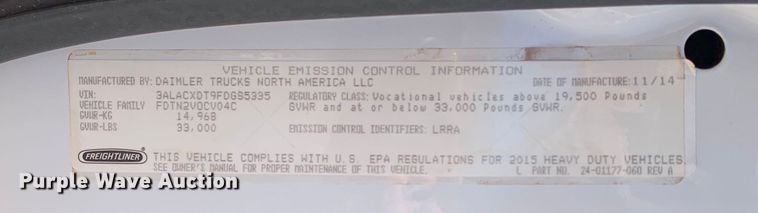 VEHICLE EMISSION CONTROL INFORMATION
MANUFACTURED BY: DAIMLER TRUCKS NORTH AMERICA LLC DATE OF MANUFACTURE: 11/14
VIN: 3ALACXDT9FDGS5335 REGULATORY CLASS: Vocational vehicles above 19,500 Pounds
VEHICLE FAMILY FDTN2VOCV04C GVWR and at or below 33,000 Pounds GVWR.
GVWR-KG 14,968
GVWR-LBS 33,000 EMISSION CONTROL IDENTIFIERS: LRRA
FREIGHTLINER THIS VEHICLE COMPLIES WITH U.S. EPA REGULATIONS FOR 2015 HEAVY DUTY VEHICLES.
SEE OWNER'S MANUAL FOR PROPER MAINTENANCE OF THIS VEHICLE. L PART NO. 24-01177-060 REV A
Purple Wave Auction